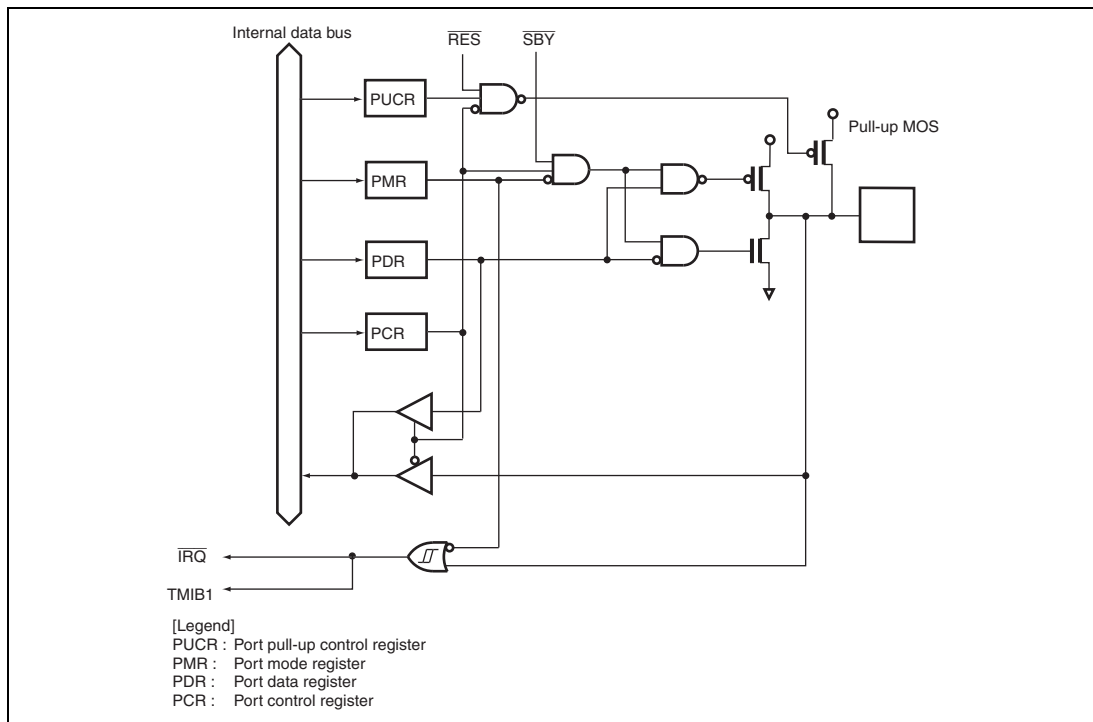 Internal data bus
RES
SBY
PUCR
Pull-up MOS
PMR
PDR
PCR
IRQ
TMIB1
[Legend]
PUCR : Port pull-up control register
PMR : Port mode register
PDR : Port data register
PCR : Port control register